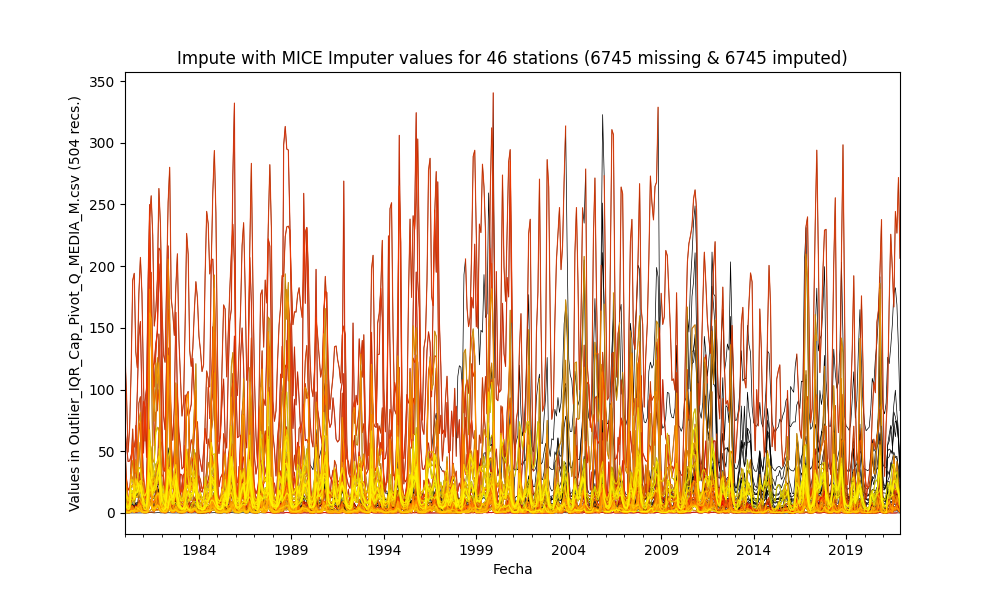 Impute with MICE Imputer values for 46 stations (6745 missing & 6745 imputed)
Values in Outlier_IQR_Cap_Pivot_Q_MEDIA_M.csv (504 recs.)
350
300
250
200
150
100
50
0
1984 1989 1994 1999 2004 2009 2014 2019
Fecha